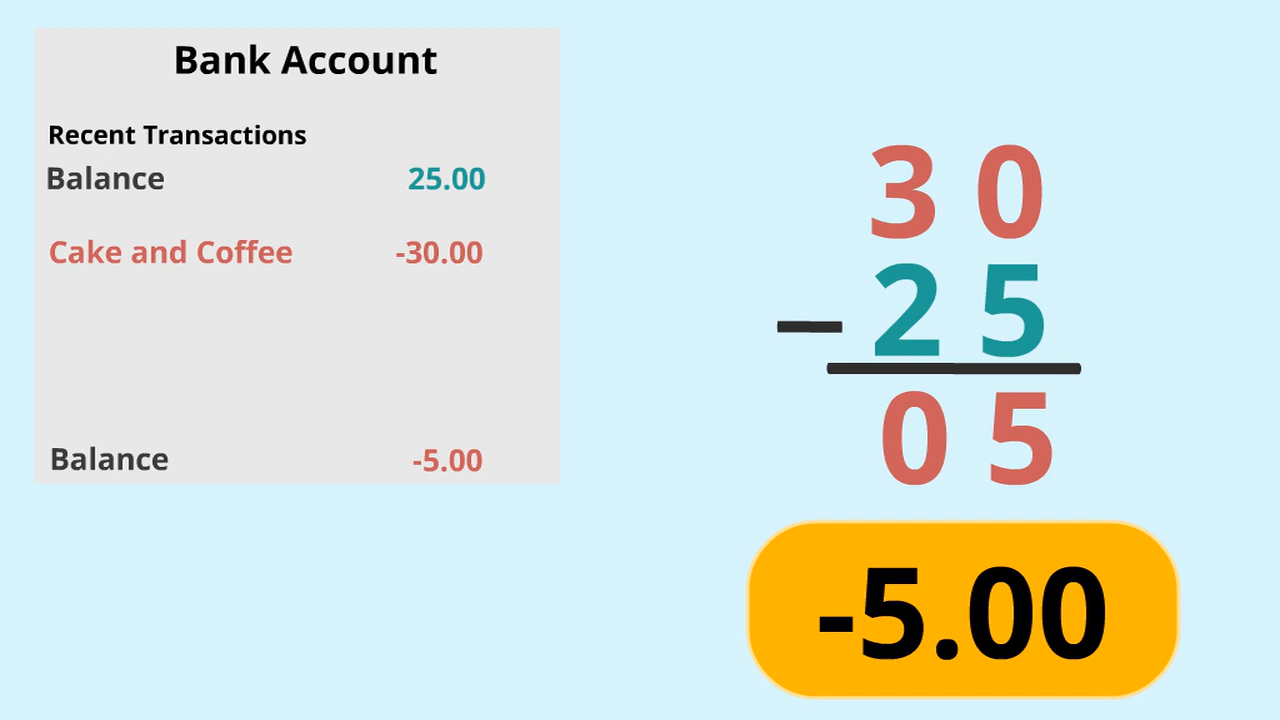 Bank Account
Recent Transactions
Balance 25.00
Cake and Coffee -30.00
Balance -5.00
3 0
- 2 5
0 5
-5.00